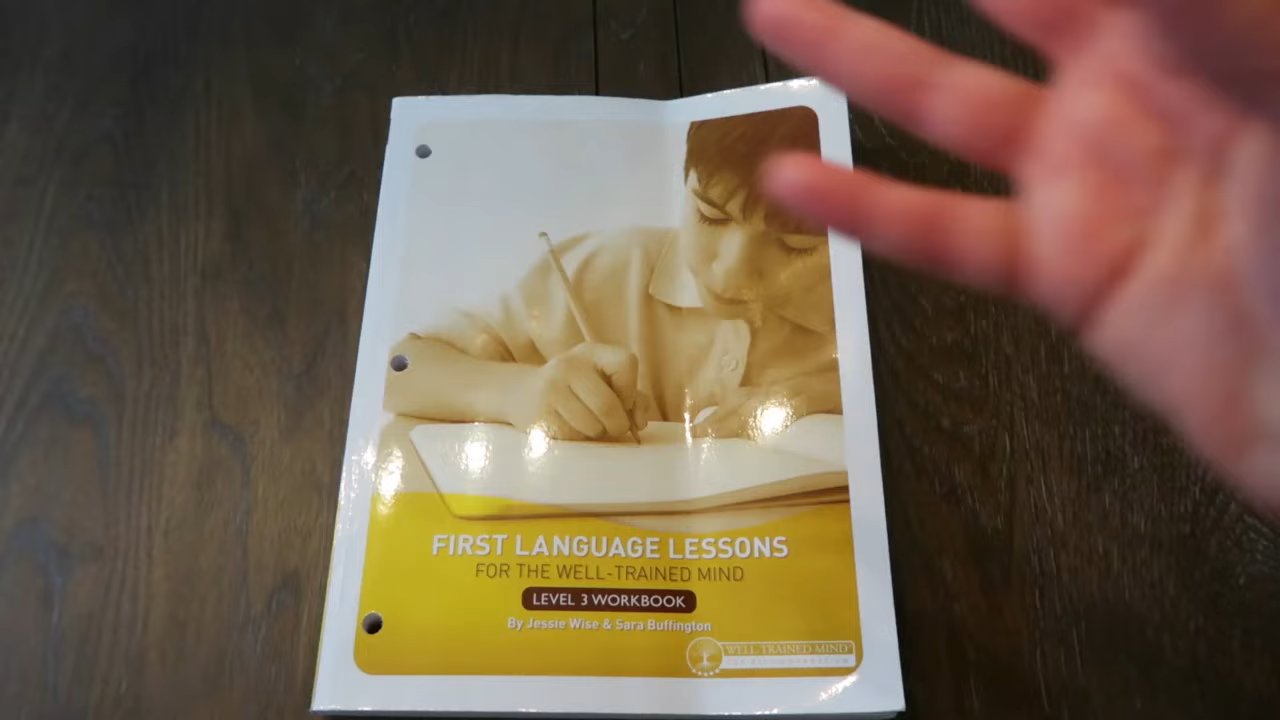 FIRST LANGUAGE LESSONS
FOR THE WELL-TRAINED MIND
LEVEL 3 WORKBOOK
By Jessie Wise & Sara Buffington
WELL TRAINED MIND